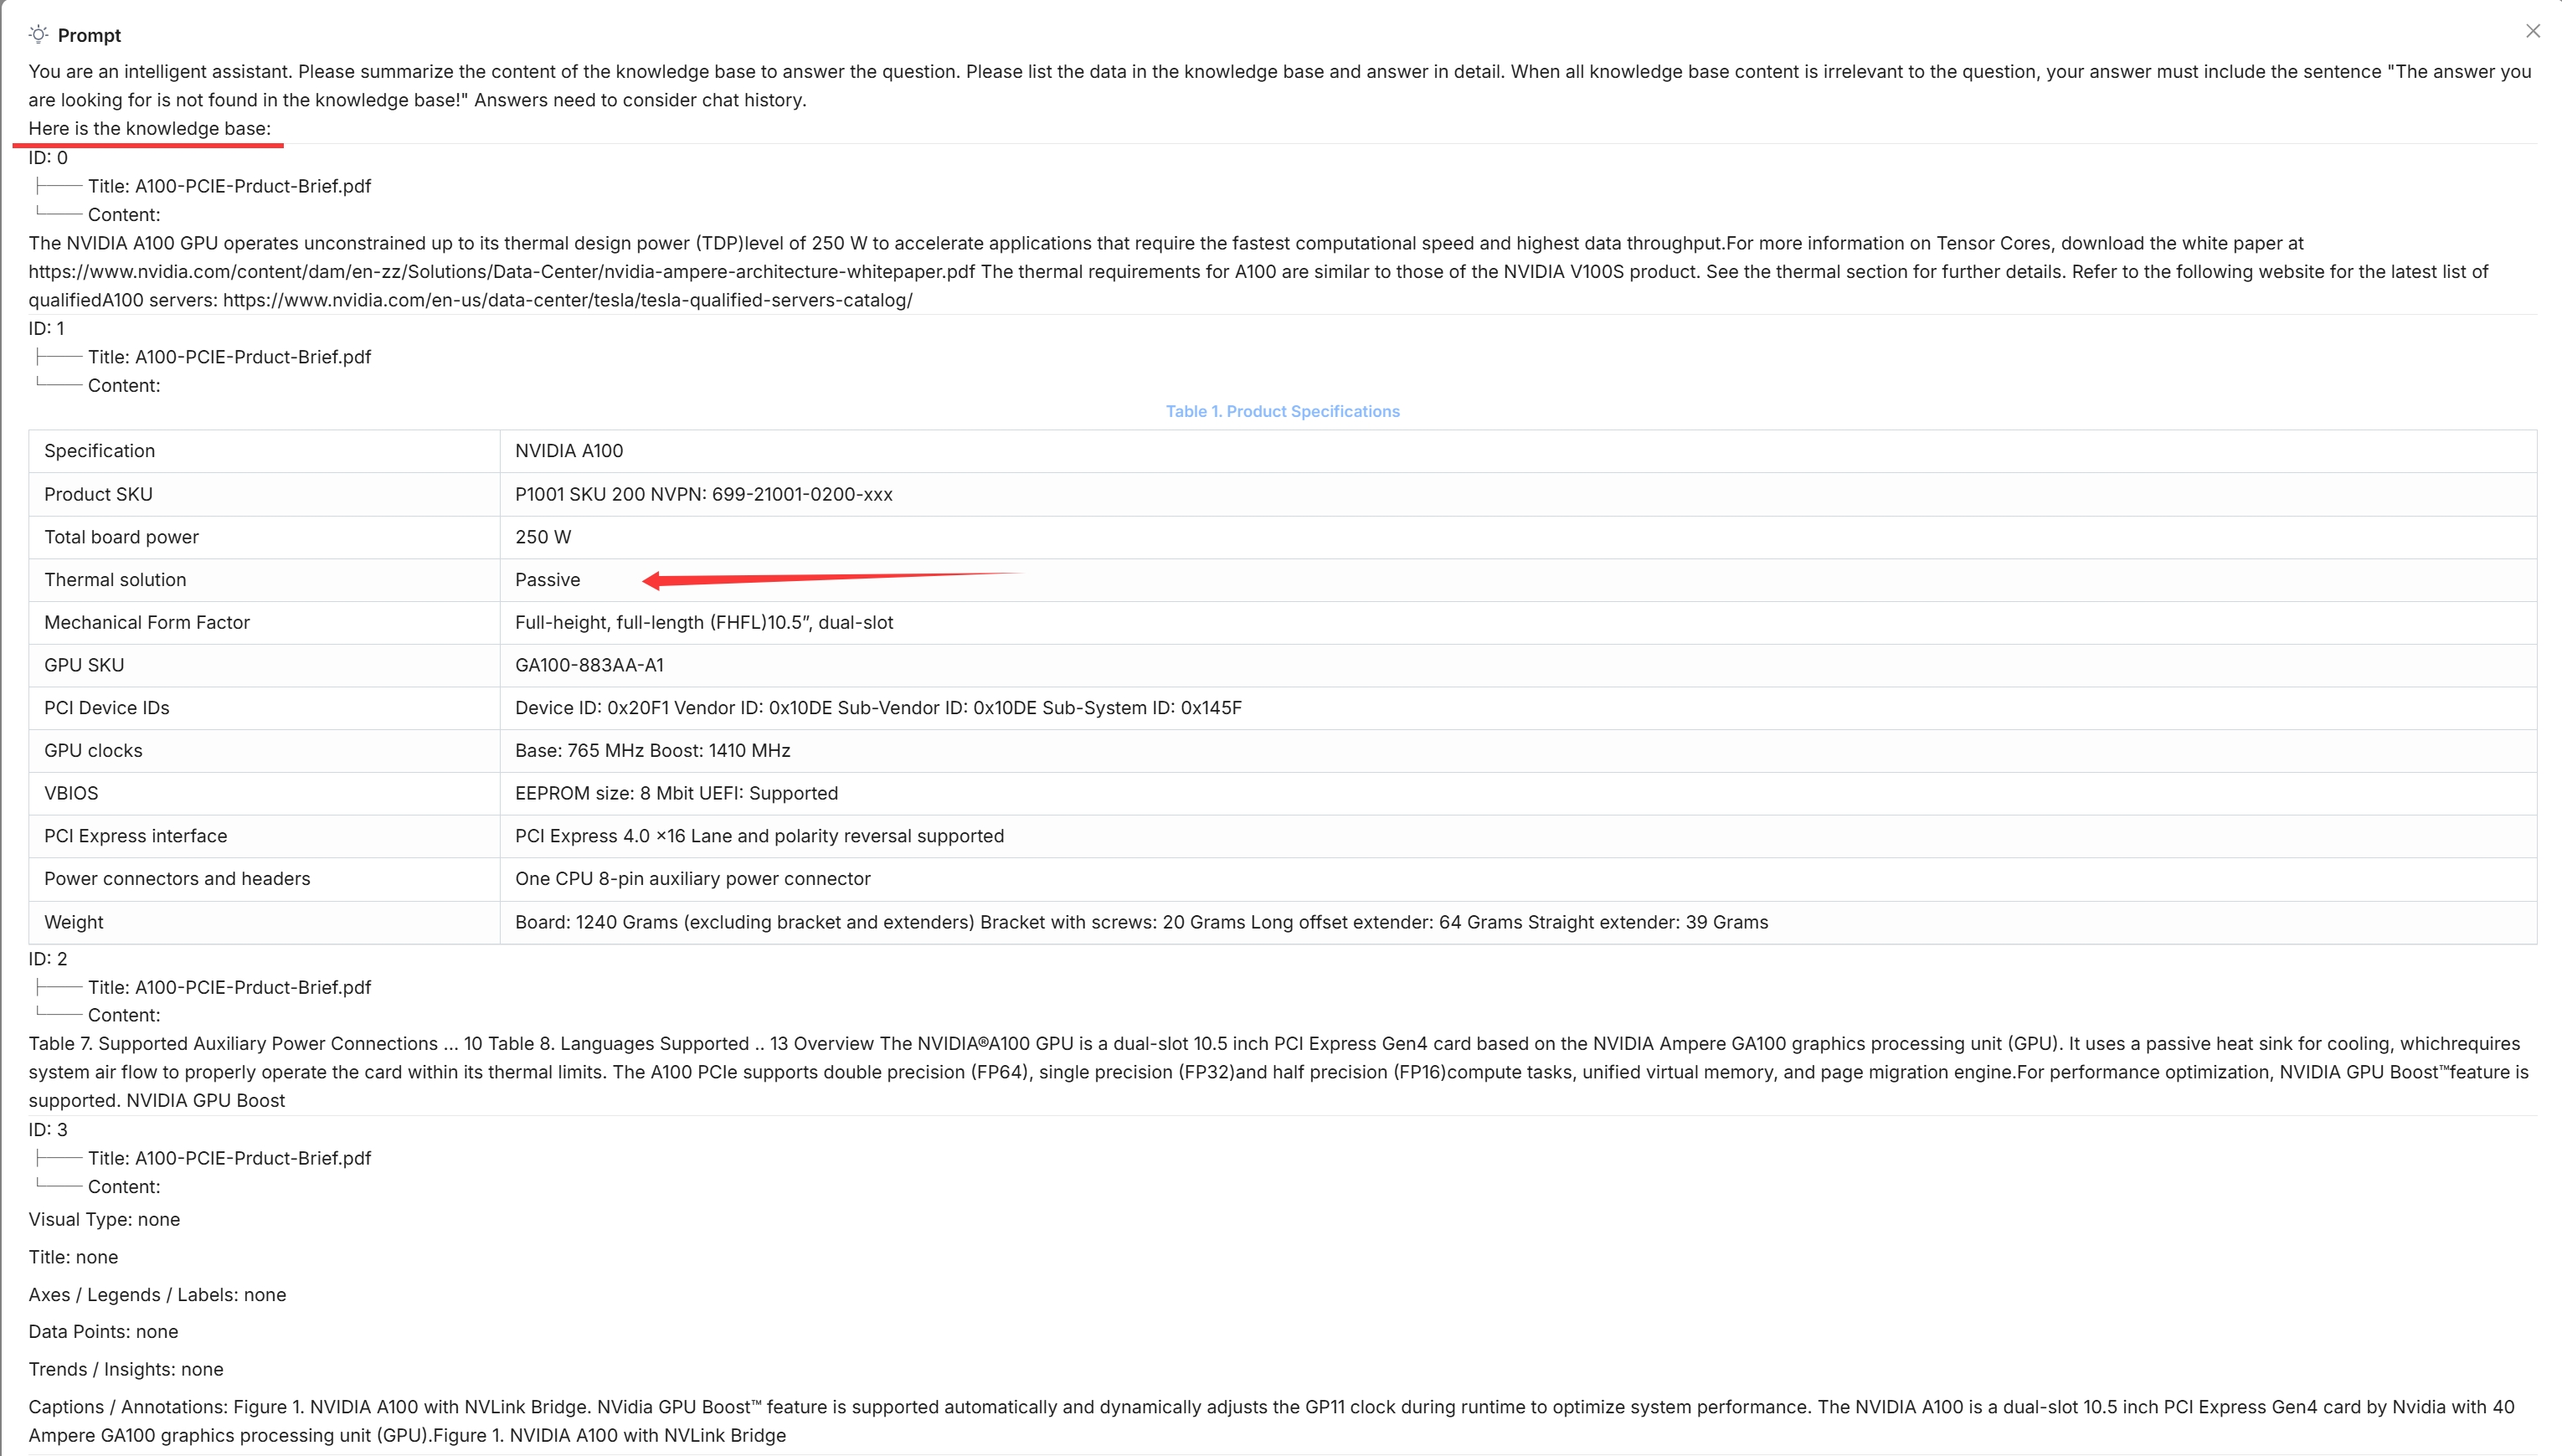 Prompt
You are an intelligent assistant. Please summarize the content of the knowledge base to answer the question. Please list the data in the knowledge base and answer in detail. When all knowledge base content is irrelevant to the question, your answer must include the sentence "The answer you
are looking for is not found in the knowledge base!" Answers need to consider chat history.
Here is the knowledge base:
ID: 0
├── Title: A100-PCIE-Prduct-Brief.pdf
└── Content:
The NVIDIA A100 GPU operates unconstrained up to its thermal design power (TDP)level of 250 W to accelerate applications that require the fastest computational speed and highest data throughput.For more information on Tensor Cores, download the white paper at
https://www.nvidia.com/content/dam/en-zz/Solutions/Data-Center/nvidia-ampere-architecture-whitepaper.pdf The thermal requirements for A100 are similar to those of the NVIDIA V100S product. See the thermal section for further details. Refer to the following website for the latest list of
qualifiedA100 servers: https://www.nvidia.com/en-us/data-center/tesla/tesla-qualified-servers-catalog/
ID: 1
├── Title: A100-PCIE-Prduct-Brief.pdf
└── Content:
Table 1. Product Specifications
Specification NVIDIA A100
Product SKU P1001 SKU 200 NVPN: 699-21001-0200-xxx
Total board power 250 W
Thermal solution Passive
Mechanical Form Factor Full-height, full-length (FHFL)10.5”, dual-slot
GPU SKU GA100-883AA-A1
PCI Device IDs Device ID: 0x20F1 Vendor ID: 0x10DE Sub-Vendor ID: 0x10DE Sub-System ID: 0x145F
GPU clocks Base: 765 MHz Boost: 1410 MHz
VBIOS EEPROM size: 8 Mbit UEFI: Supported
PCI Express interface PCI Express 4.0 ×16 Lane and polarity reversal supported
Power connectors and headers One CPU 8-pin auxiliary power connector
Weight Board: 1240 Grams (excluding bracket and extenders) Bracket with screws: 20 Grams Long offset extender: 64 Grams Straight extender: 39 Grams
ID: 2
├── Title: A100-PCIE-Prduct-Brief.pdf
└── Content:
Table 7. Supported Auxiliary Power Connections ... 10 Table 8. Languages Supported .. 13 Overview The NVIDIA®A100 GPU is a dual-slot 10.5 inch PCI Express Gen4 card based on the NVIDIA Ampere GA100 graphics processing unit (GPU). It uses a passive heat sink for cooling, whichrequires
system air flow to properly operate the card within its thermal limits. The A100 PCIe supports double precision (FP64), single precision (FP32)and half precision (FP16)compute tasks, unified virtual memory, and page migration engine.For performance optimization, NVIDIA GPU Boost™feature is
supported. NVIDIA GPU Boost
ID: 3
├── Title: A100-PCIE-Prduct-Brief.pdf
└── Content:
Visual Type: none
Title: none
Axes / Legends / Labels: none
Data Points: none
Trends / Insights: none
Captions / Annotations: Figure 1. NVIDIA A100 with NVLink Bridge. NVidia GPU Boost™ feature is supported automatically and dynamically adjusts the GP11 clock during runtime to optimize system performance. The NVIDIA A100 is a dual-slot 10.5 inch PCI Express Gen4 card by Nvidia with 40
Ampere GA100 graphics processing unit (GPU).Figure 1. NVIDIA A100 with NVLink Bridge